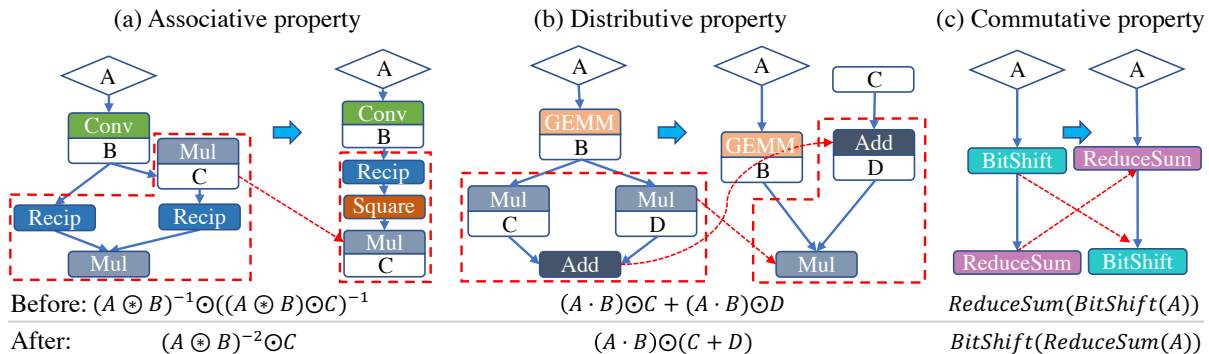 (a) Associative property
(b) Distributive property
(c) Commutative property
A
Conv
B
Mul
C
Recip
Recip
Mul
A
Conv
B
Recip
Square
Mul
C
A
GEMM
B
Mul
C
Mul
D
Add
A
GEMM
B
C
Add
D
Mul
A
BitShift
ReduceSum
A
ReduceSum
BitShift
Before: (A ⊛ B)⁻¹⊙((A ⊛ B)⊙C)⁻¹
(A · B)⊙C + (A · B)⊙D
ReduceSum(BitShift(A))
After: (A ⊛ B)⁻²⊙C
(A · B)⊙(C + D)
BitShift(ReduceSum(A))